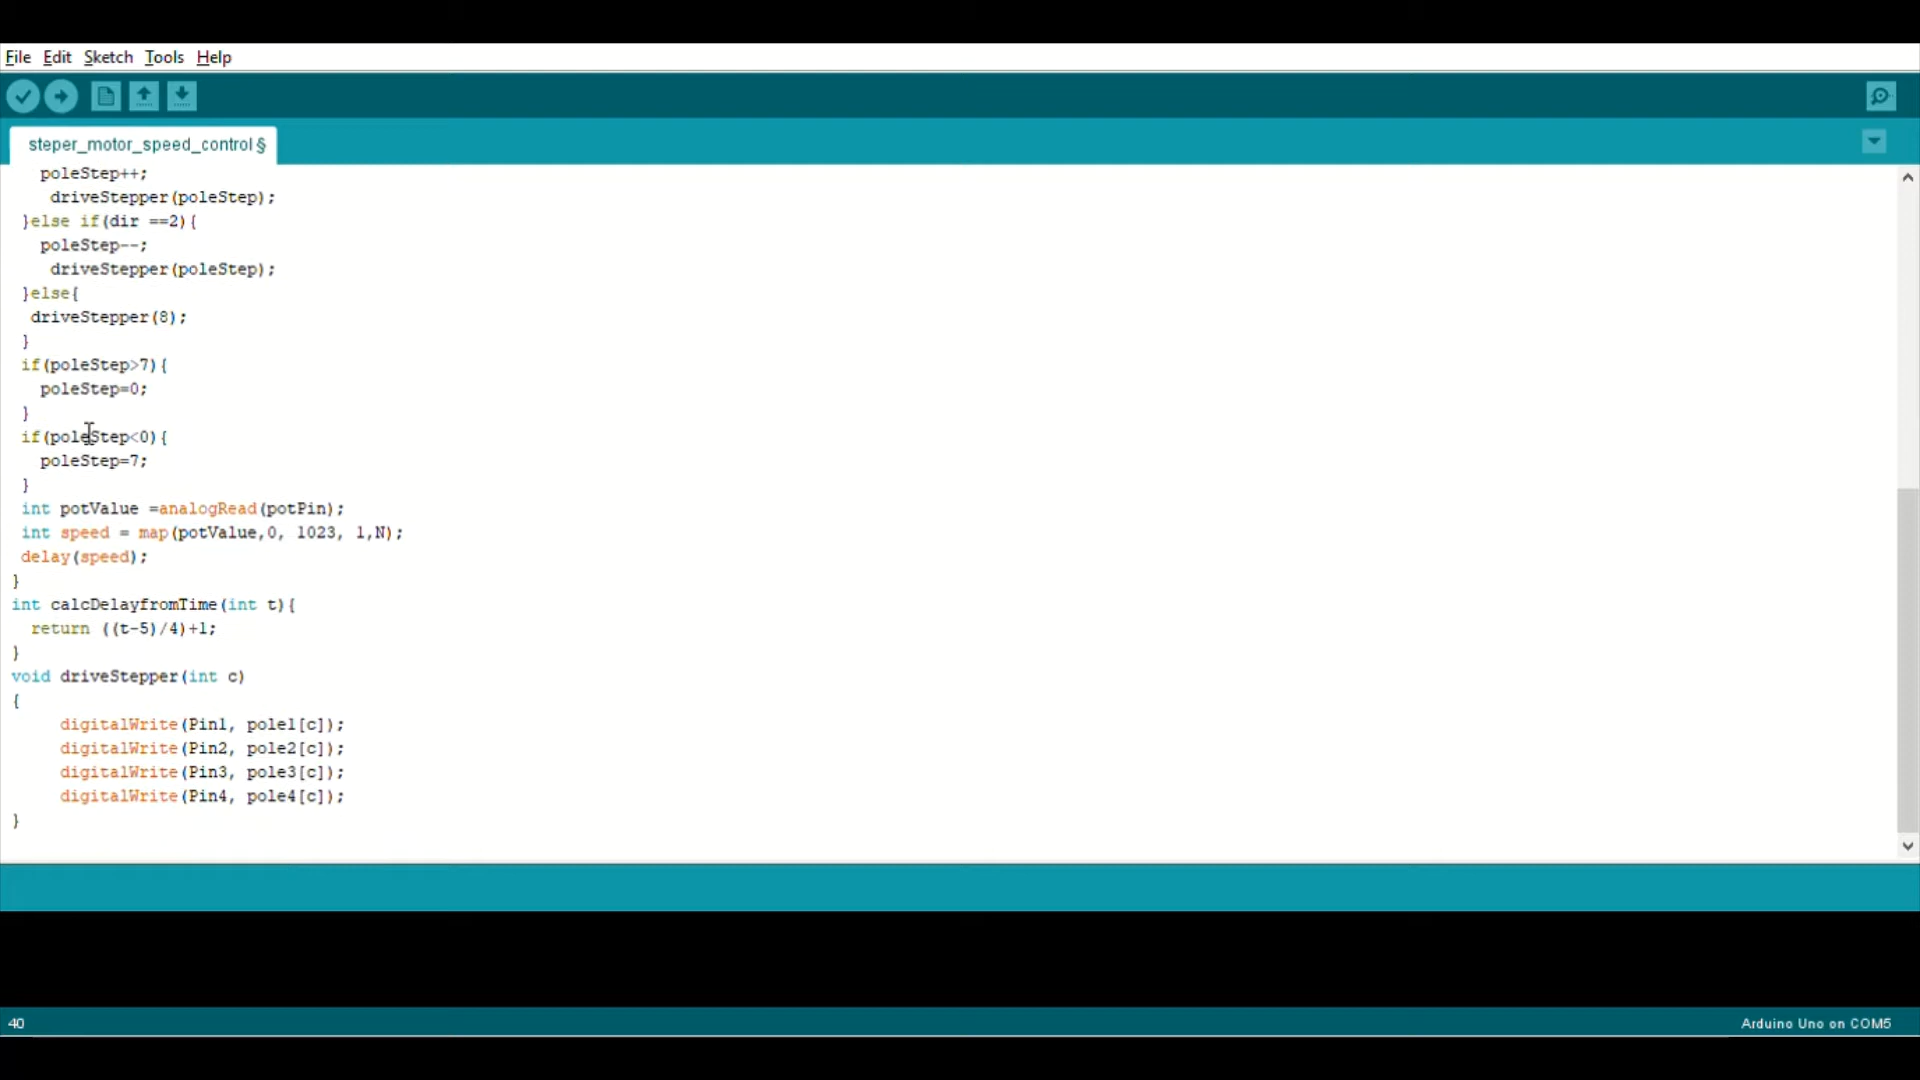 File Edit Sketch Tools Help
steper_motor_speed_control §
poleStep++;
driveStepper(poleStep);
}else if(dir ==2){
poleStep--;
driveStepper(poleStep);
}else{
driveStepper(8);
}
if(poleStep>7){
poleStep=0;
}
if(poleStep<0){
poleStep=7;
}
int potValue =analogRead(potPin);
int speed = map(potValue,0, 1023, 1,N);
delay(speed);
}
int calcDelayfromTime(int t){
return ((t-5)/4)+1;
}
void driveStepper(int c)
{
digitalWrite(Pin1, pole1[c]);
digitalWrite(Pin2, pole2[c]);
digitalWrite(Pin3, pole3[c]);
digitalWrite(Pin4, pole4[c]);
}
40
Arduino Uno on COM5